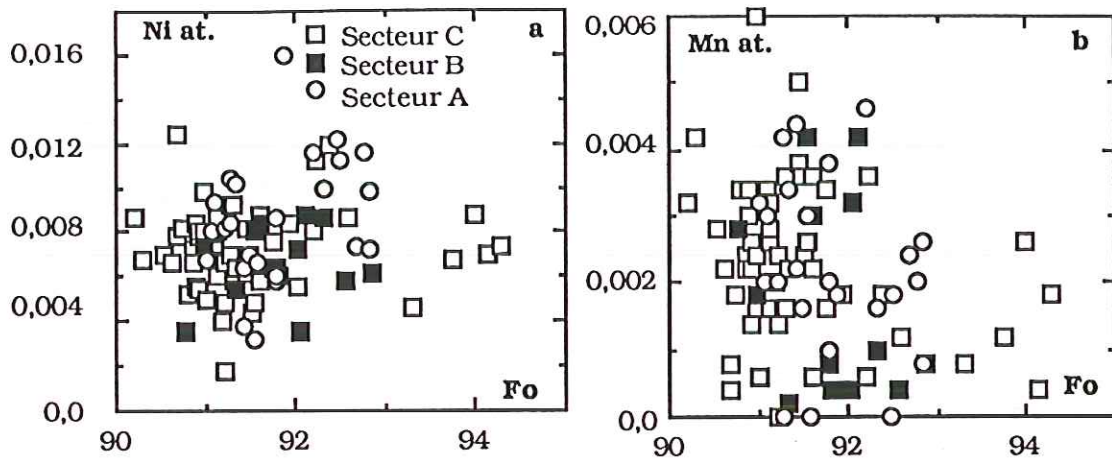 Ni at.
a
Secteur C
Secteur B
Secteur A
0,016
0,012
0,008
0,004
0,0
Fo
90
92
94
Mn at.
b
0,006
0,004
0,002
0,0
Fo
90
92
94